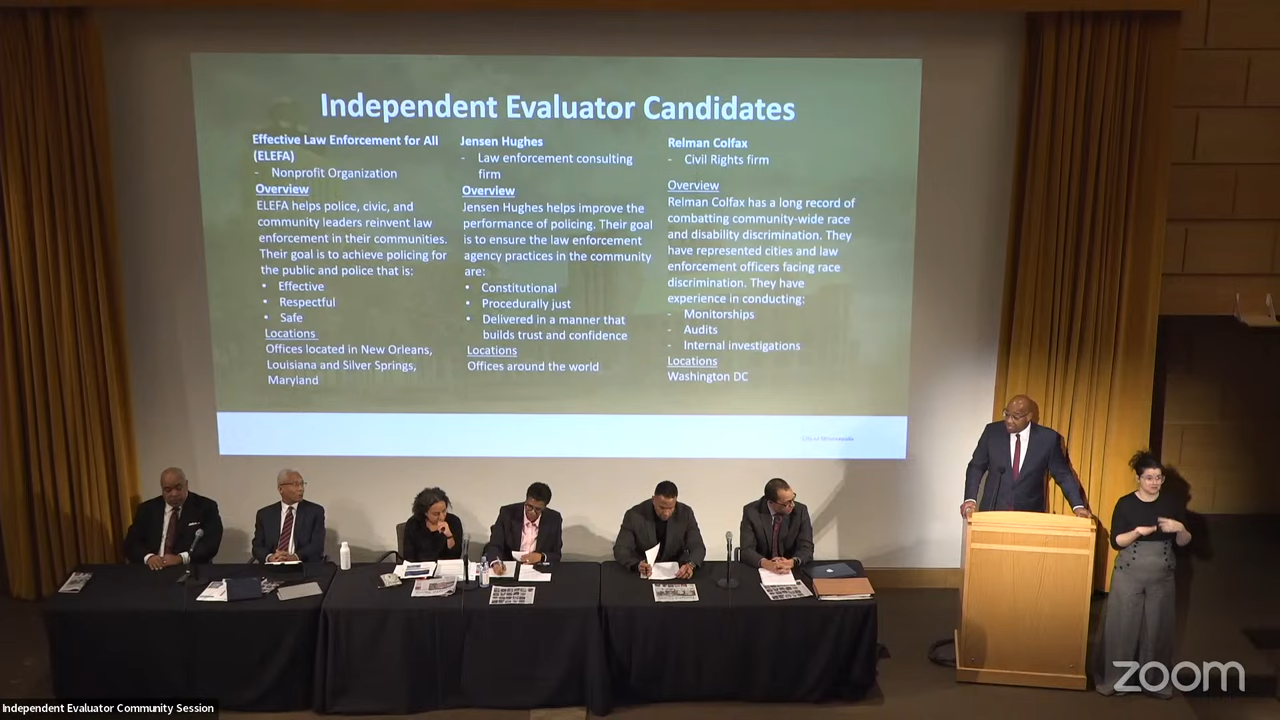 Independent Evaluator Candidates
Effective Law Enforcement for All
(ELEFA)
- Nonprofit Organization
Overview
ELEFA helps police, civic, and
community leaders reinvent law
enforcement in their communities.
Their goal is to achieve policing for
the public and police that is:
• Effective
• Respectful
• Safe
Locations
Offices located in New Orleans,
Louisiana and Silver Springs,
Maryland
Jensen Hughes
- Law enforcement consulting
firm
Overview
Jensen Hughes helps improve the
performance of policing. Their goal
is to ensure the law enforcement
agency practices in the community
are:
• Constitutional
• Procedurally just
• Delivered in a manner that
builds trust and confidence
Locations
Offices around the world
Relman Colfax
- Civil Rights firm
Overview
Relman Colfax has a long record of
combatting community-wide race
and disability discrimination. They
have represented cities and law
enforcement officers facing race
discrimination. They have
experience in conducting:
- Monitorships
- Audits
- Internal investigations
Locations
Washington DC
zoom
Independent Evaluator Community Session